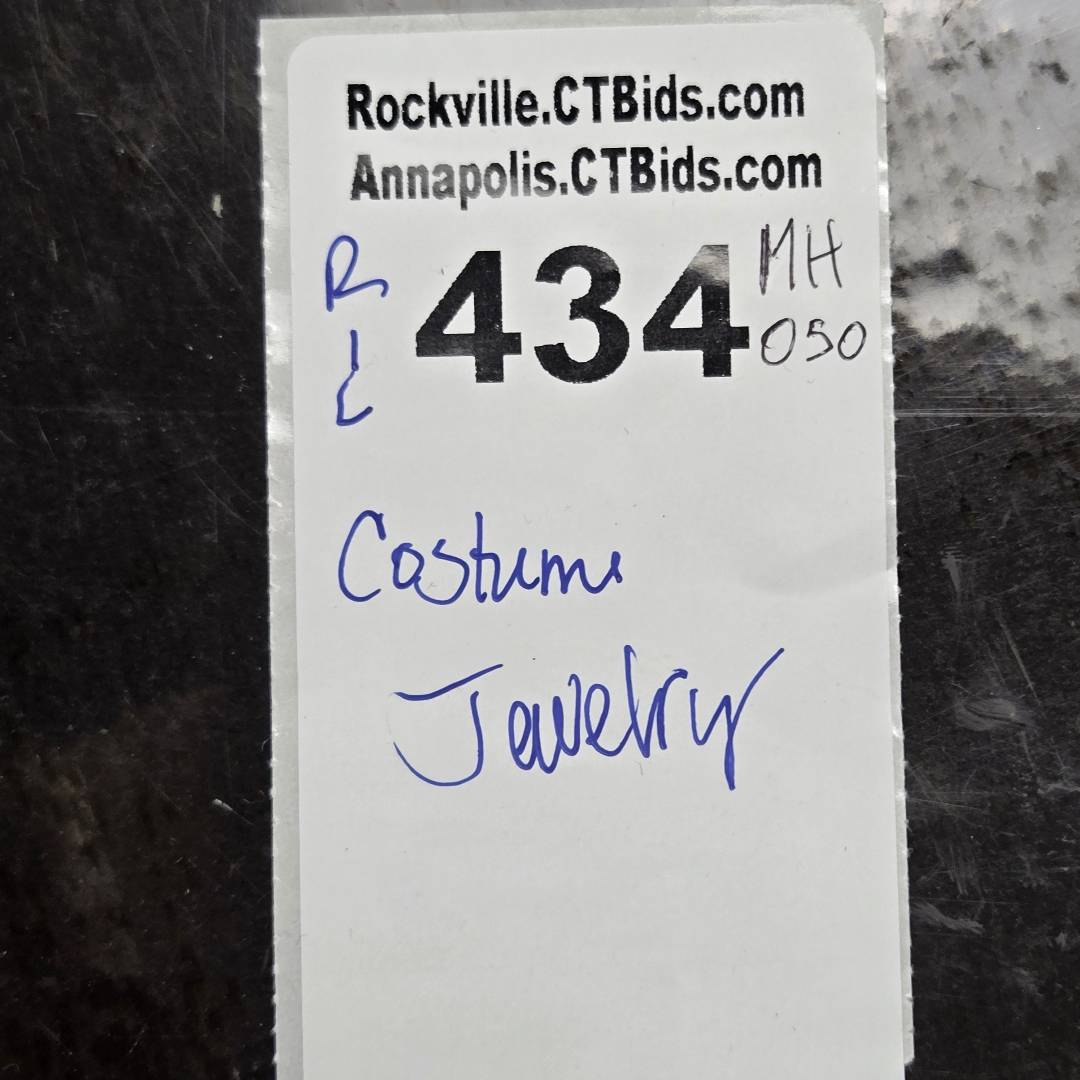 Rockville.CTBids.com
Annapolis.CTBids.com
R 434 MH
I 050
C
Costume
Jewelry